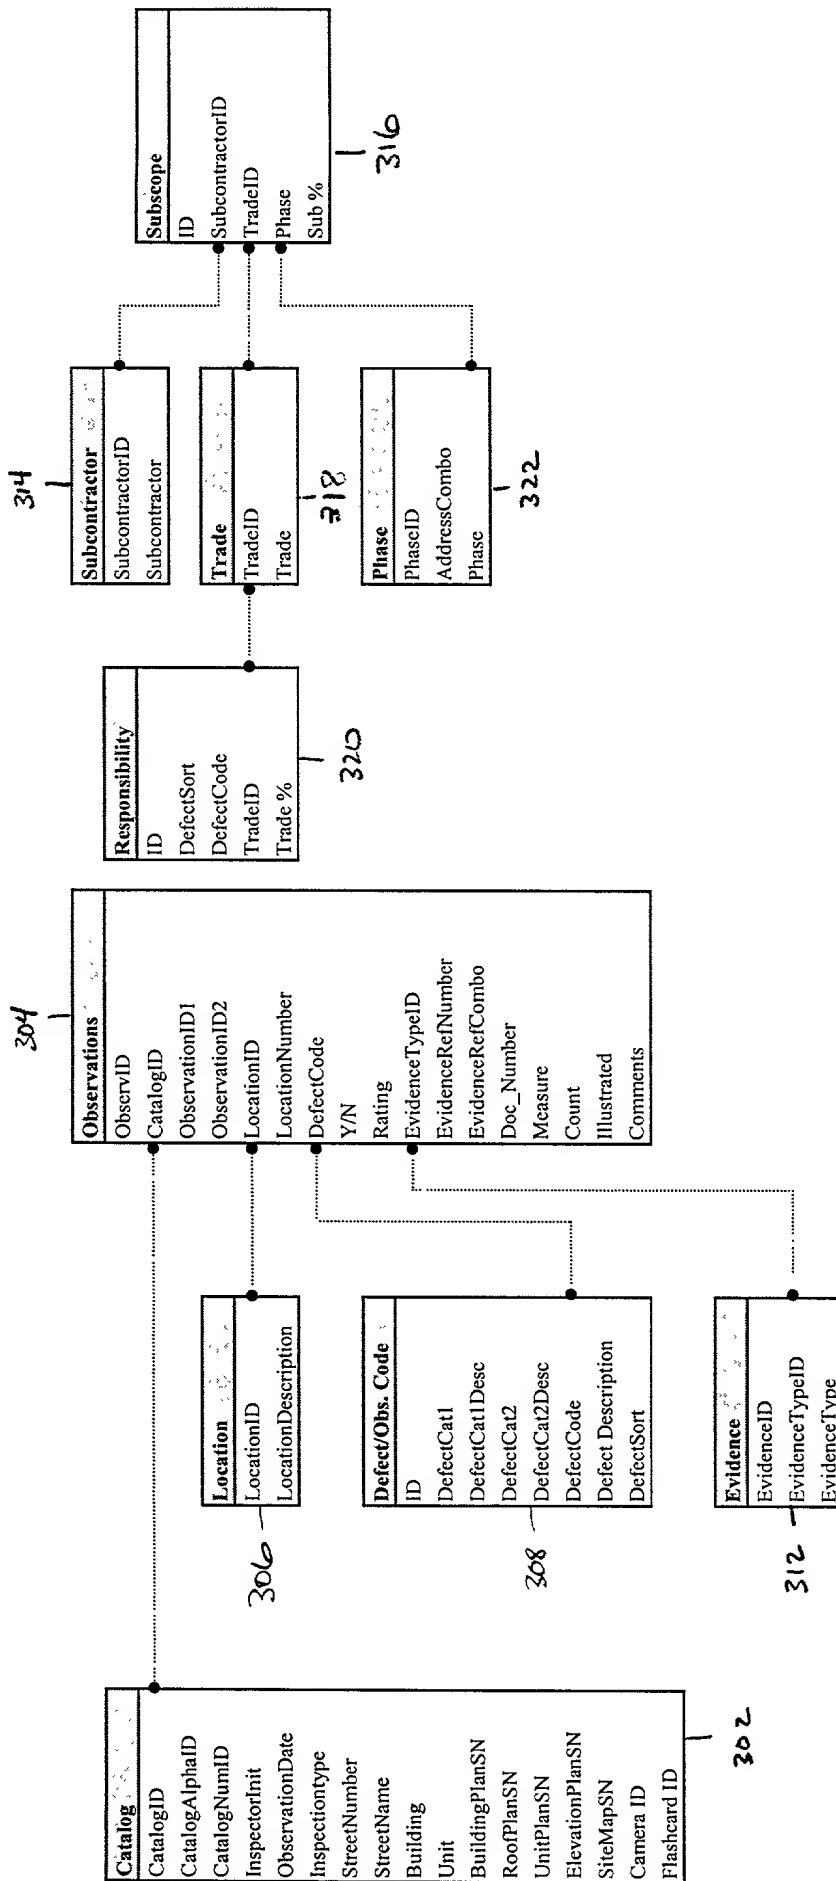 Catalog
CatalogID
CatalogAlphaID
CatalogNumID
InspectorInit
ObservationDate
Inspectiontype
StreetNumber
StreetName
Building
Unit
BuildingPlanSN
RoofPlanSN
UnitPlanSN
ElevationPlanSN
SiteMapSN
Camera ID
Flashcard ID
302
Location
LocationID
LocationDescription
306
Defect/Obs. Code
ID
DefectCat1
DefectCat1Desc
DefectCat2
DefectCat2Desc
DefectCode
Defect Description
DefectSort
308
Evidence
EvidenceID
EvidenceTypeID
EvidenceType
312
304
Observations
ObservID
CatalogID
ObservationID1
ObservationID2
LocationID
LocationNumber
DefectCode
Y/N
Rating
EvidenceTypeID
EvidenceRefNumber
EvidenceRefCombo
Doc_Number
Measure
Count
Illustrated
Comments
Responsibility
ID
DefectSort
DefectCode
TradeID
Trade %
320
314
Subcontractor
SubcontractorID
Subcontractor
Trade
TradeID
Trade
318
Phase
PhaseID
AddressCombo
Phase
322
Subscope
ID
SubcontractorID
TradeID
Phase
Sub %
316